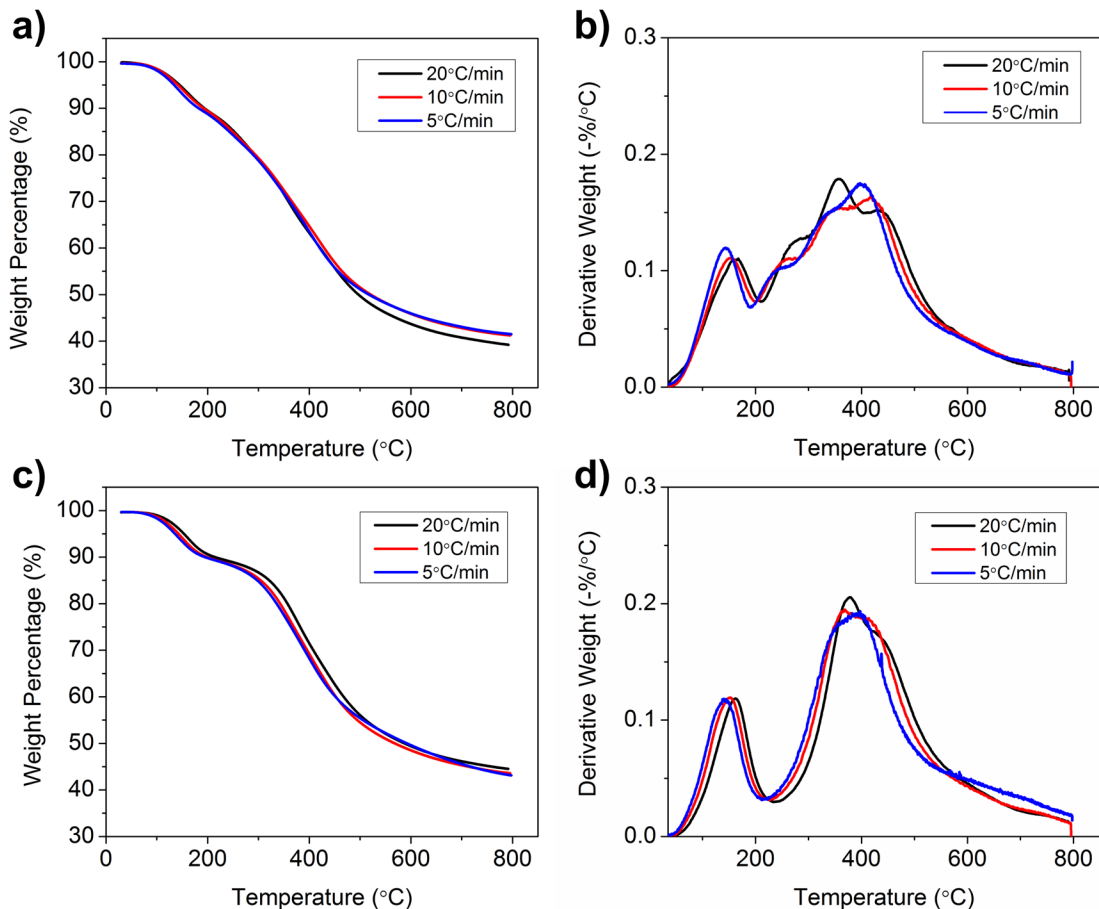 a)
100
90
80
70
60
50
40
30
0
200
400
600
800
Weight Percentage (%)
Temperature (°C)
20°C/min
10°C/min
5°C/min
b)
0.3
0.2
0.1
0.0
200
400
600
800
Derivative Weight (-%/°C)
Temperature (°C)
20°C/min
10°C/min
5°C/min
c)
100
90
80
70
60
50
40
30
0
200
400
600
800
Weight Percentage (%)
Temperature (°C)
20°C/min
10°C/min
5°C/min
d)
0.3
0.2
0.1
0.0
200
400
600
800
Derivative Weight (-%/°C)
Temperature (°C)
20°C/min
10°C/min
5°C/min